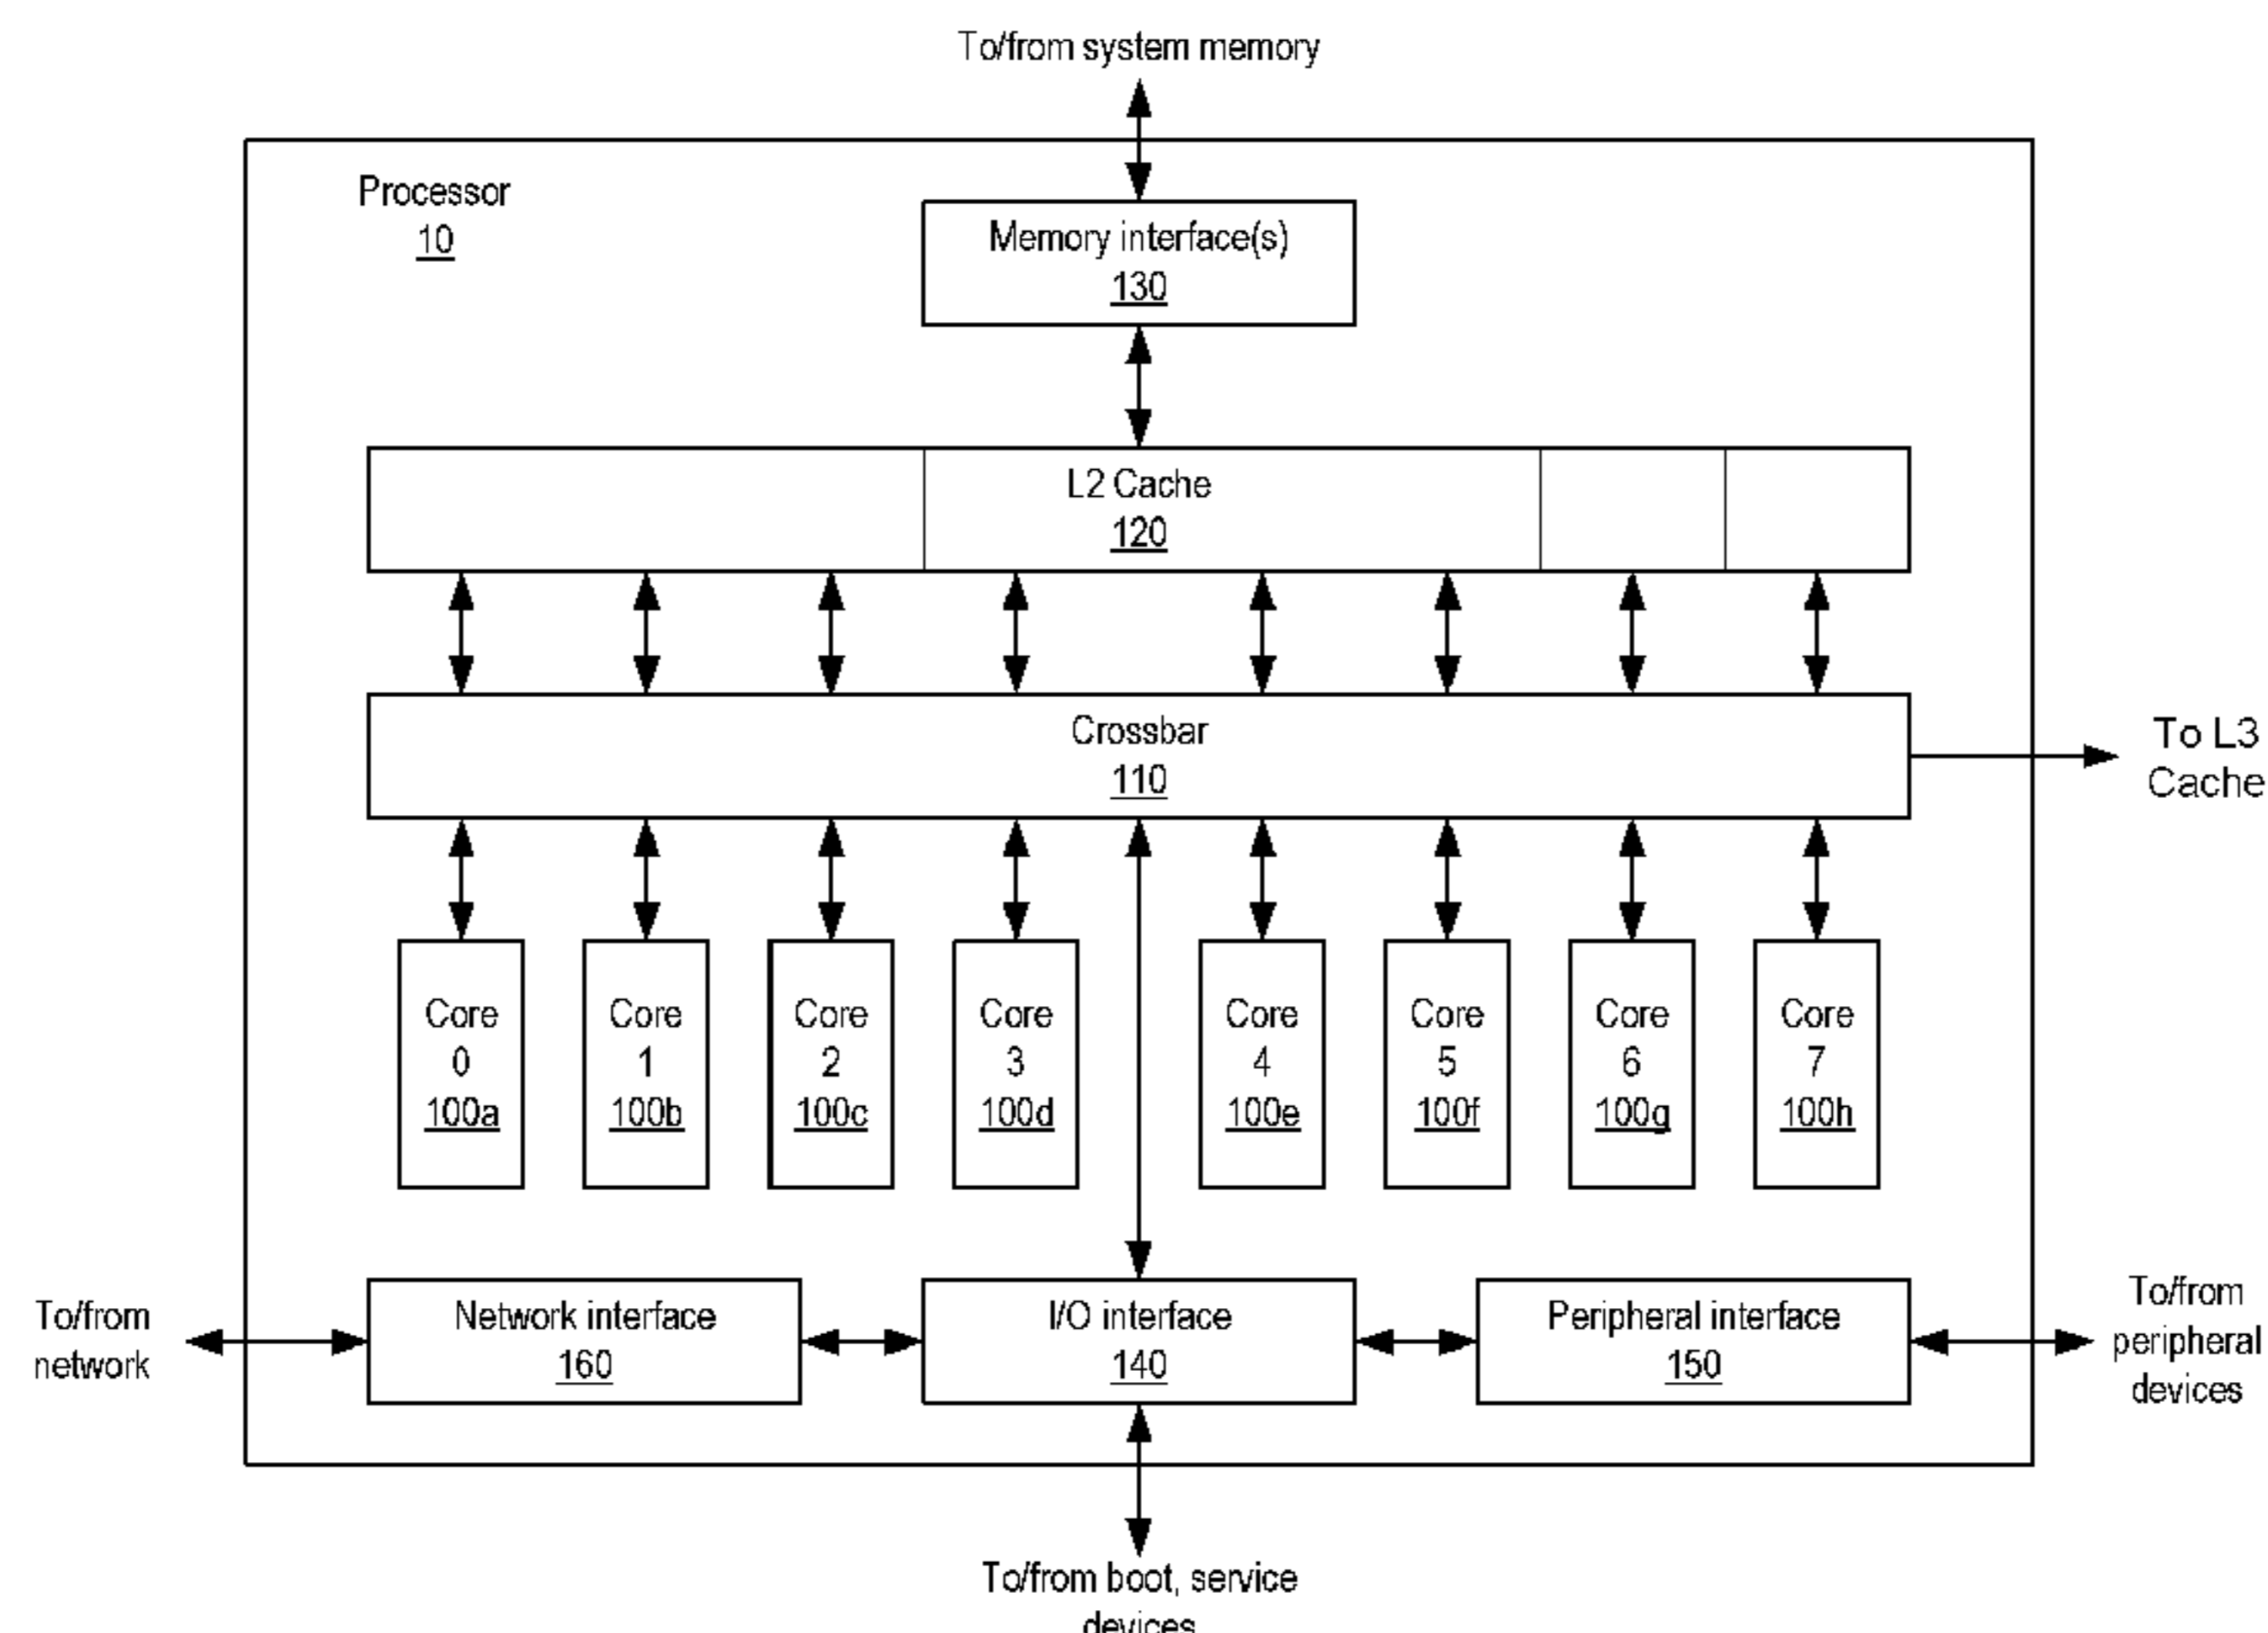 To/from system memory
Processor
10
Memory interface(s)
130
L2 Cache
120
Crossbar
110
To L3
Cache
Core
0
100a
Core
1
100b
Core
2
100c
Core
3
100d
Core
4
100e
Core
5
100f
Core
6
100g
Core
7
100h
To/from
network
Network interface
160
I/O interface
140
Peripheral interface
150
To/from
peripheral
devices
To/from boot, service
devices